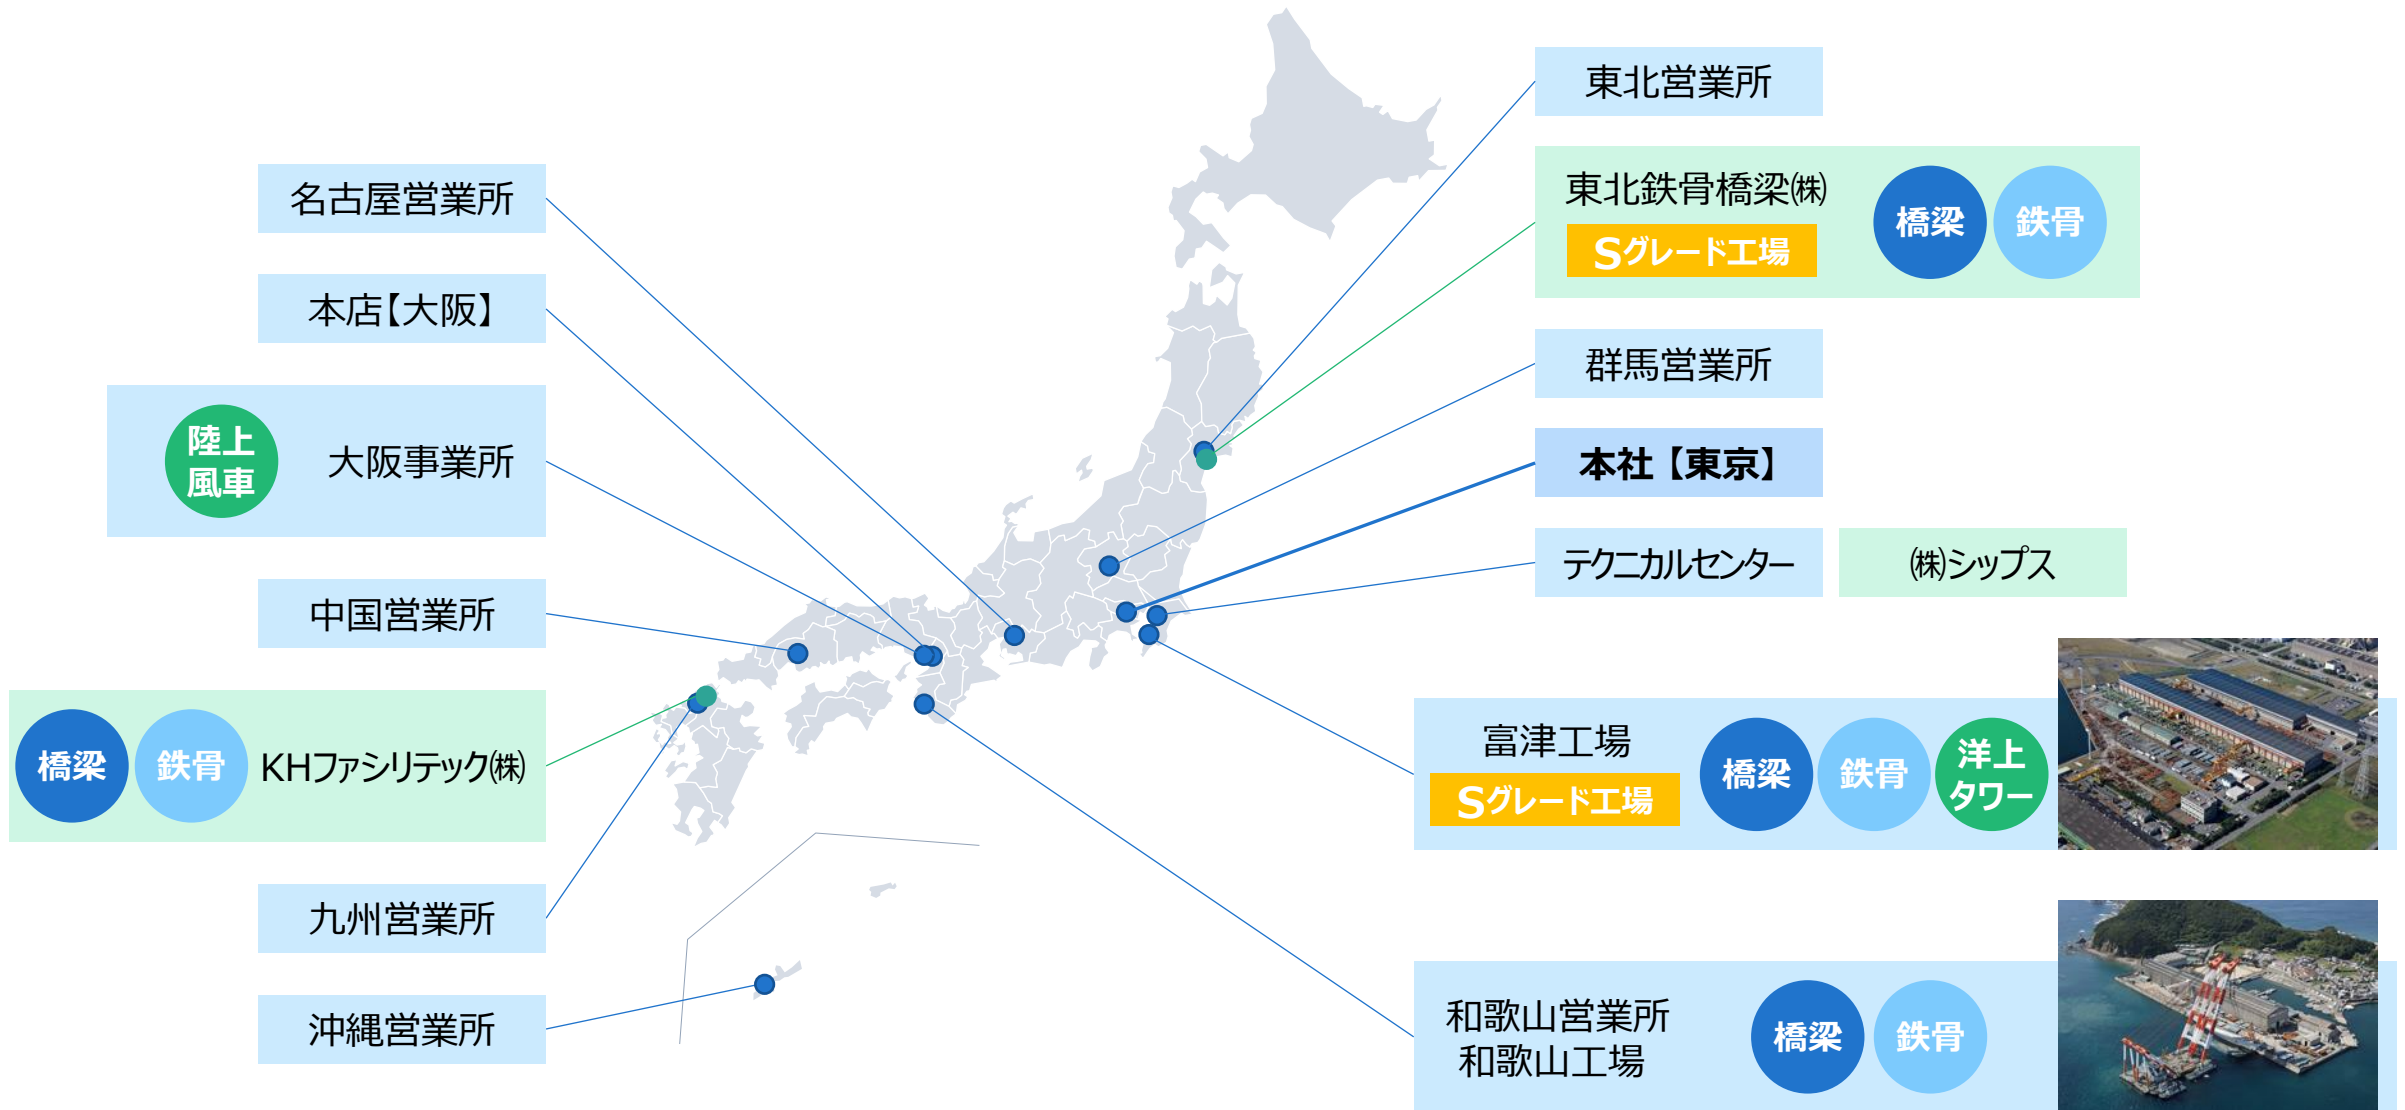 名古屋営業所
本店【大阪】
陸上
風車
大阪事業所
中国営業所
橋梁
鉄骨
KHファシリテック㈱
九州営業所
沖縄営業所
東北営業所
東北鉄骨橋梁㈱
Sグレード工場
橋梁
鉄骨
群馬営業所
本社【東京】
テクニカルセンター
㈱シップス
富津工場
Sグレード工場
橋梁
鉄骨
洋上
タワー
和歌山営業所
和歌山工場
橋梁
鉄骨